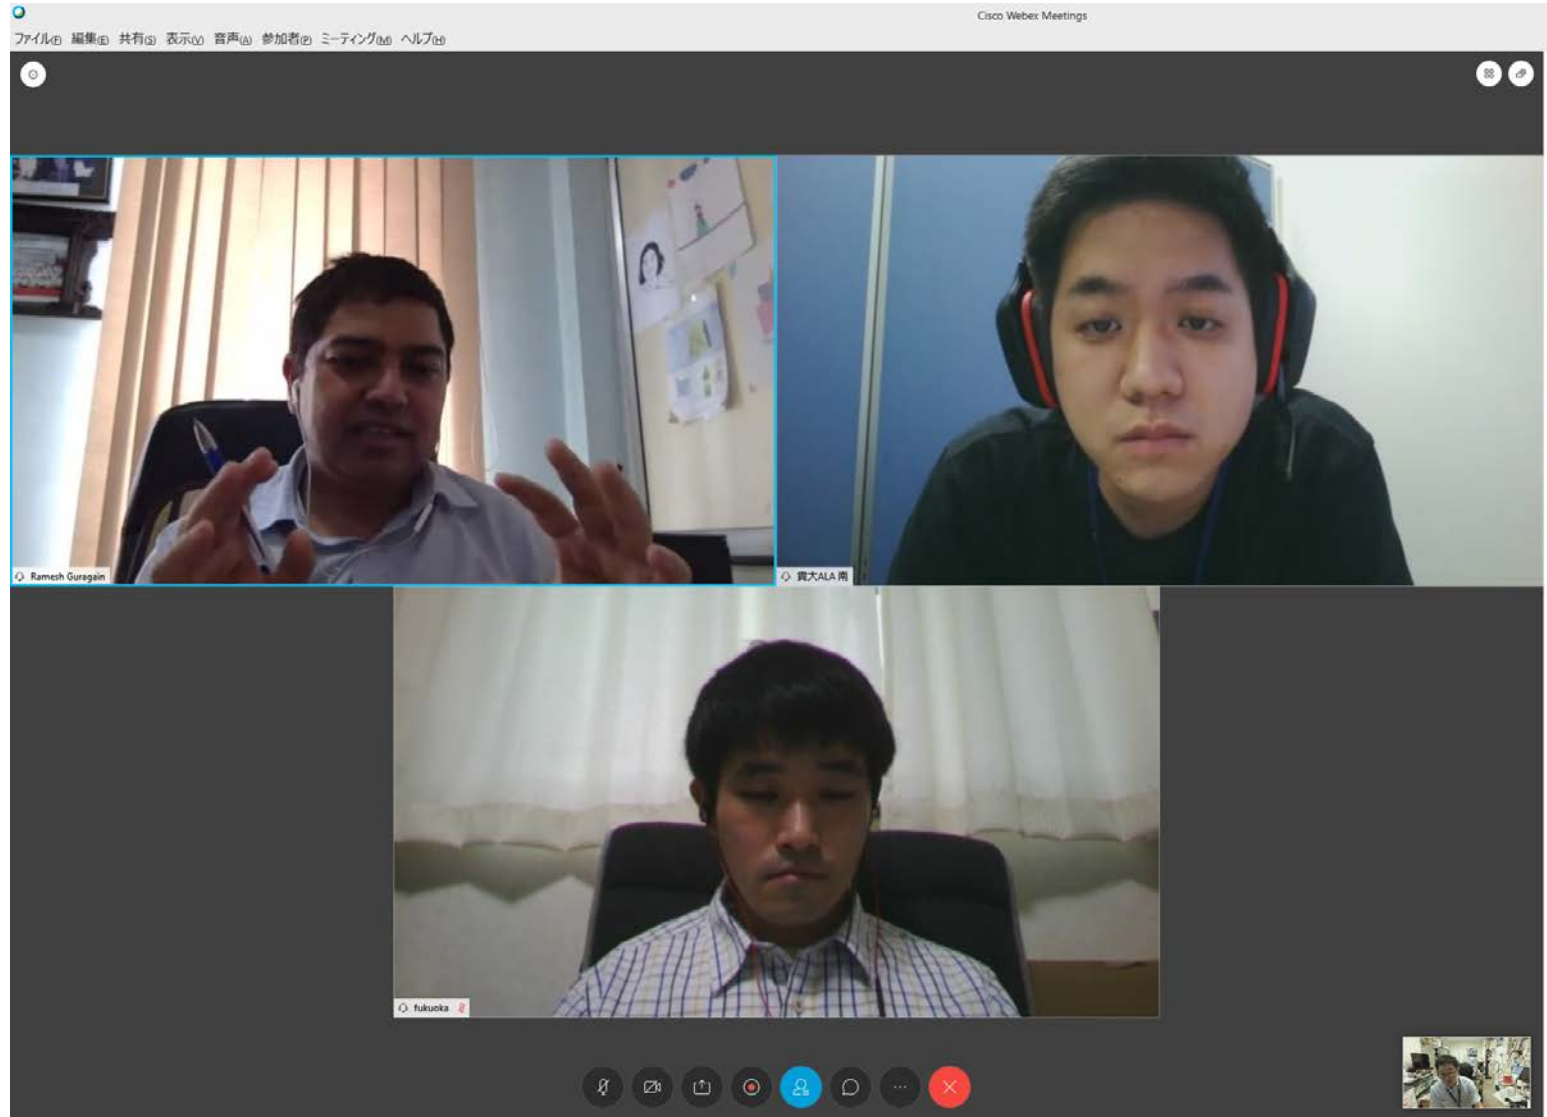 Cisco Webex Meetings
ファイル(F) 編集(E) 共有(S) 表示(V) 音声(A) 参加者(P) ミーティング(M) ヘルプ(H)
Ramesh Guragain
貴大ALA 南
fukuoka